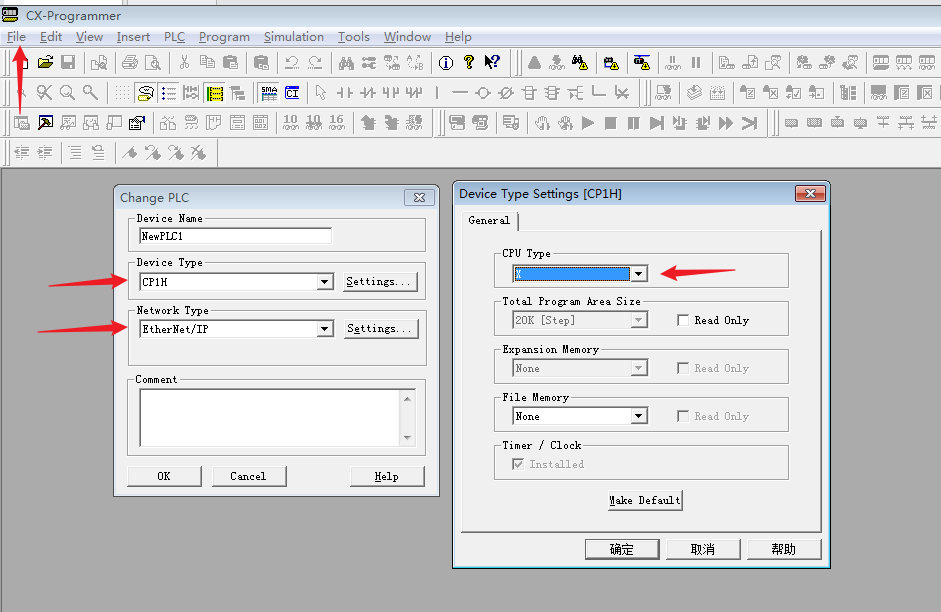 CX-Programmer
File Edit View Insert PLC Program Simulation Tools Window Help
SMA CI
10 10 16
Change PLC
Device Name
NewPLC1
Device Type
CP1H
Settings...
Network Type
EtherNet/IP
Settings...
Comment
OK Cancel Help
Device Type Settings [CP1H]
General
CPU Type
X
Total Program Area Size
20K [Step]
Read Only
Expansion Memory
None
Read Only
File Memory
None
Read Only
Timer / Clock
Installed
Make Default
确定 取消 帮助